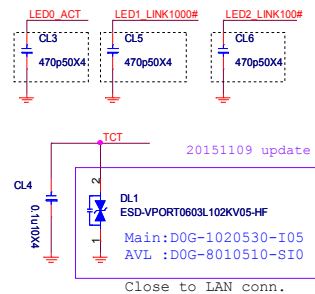 LED0_ACT
LED1_LINK1000#
LED2_LINK100#
CL3
470p50X4
CL5
470p50X4
CL6
470p50X4
TCT
20151109 update
CL4
0.1u10X4
2
1
DL1
ESD-VPORT0603L102KV05-HF
Main:D0G-1020530-I05
AVL :D0G-8010510-SI0
Close to LAN conn.